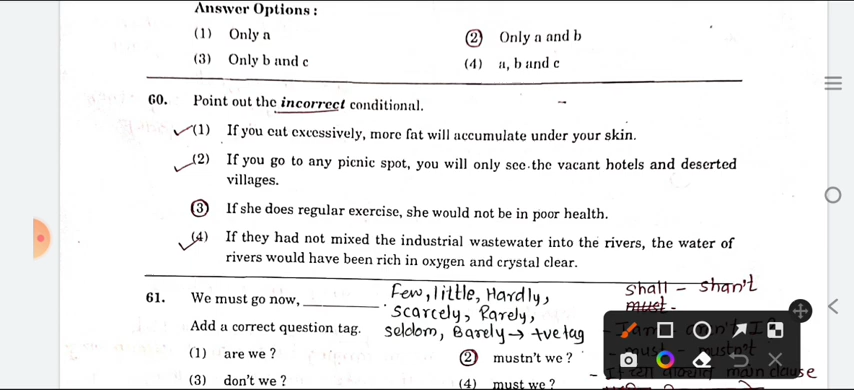 Answer Options :
(1) Only a
(2) Only a and b
(3) Only b and c
(4) a, b and c
60. Point out the incorrect conditional.
(1) If you eat excessively, more fat will accumulate under your skin.
(2) If you go to any picnic spot, you will only see the vacant hotels and deserted
villages.
(3) If she does regular exercise, she would not be in poor health.
(4) If they had not mixed the industrial wastewater into the rivers, the water of
rivers would have been rich in oxygen and crystal clear.
61. We must go now, ________.
Add a correct question tag.
(1) are we ?
(2) mustn't we ?
(3) don't we ?
(4) must we ?
Few, little, Hardly,
Scarcely, Rarely,
seldom, Barely → +ve tag
Shall - shan't
must -
main clause